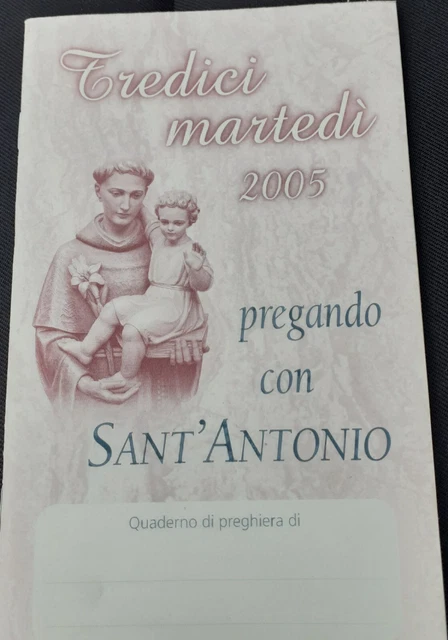 Tredici
martedì
2005
pregando
con
SANT'ANTONIO
Quaderno di preghiera di